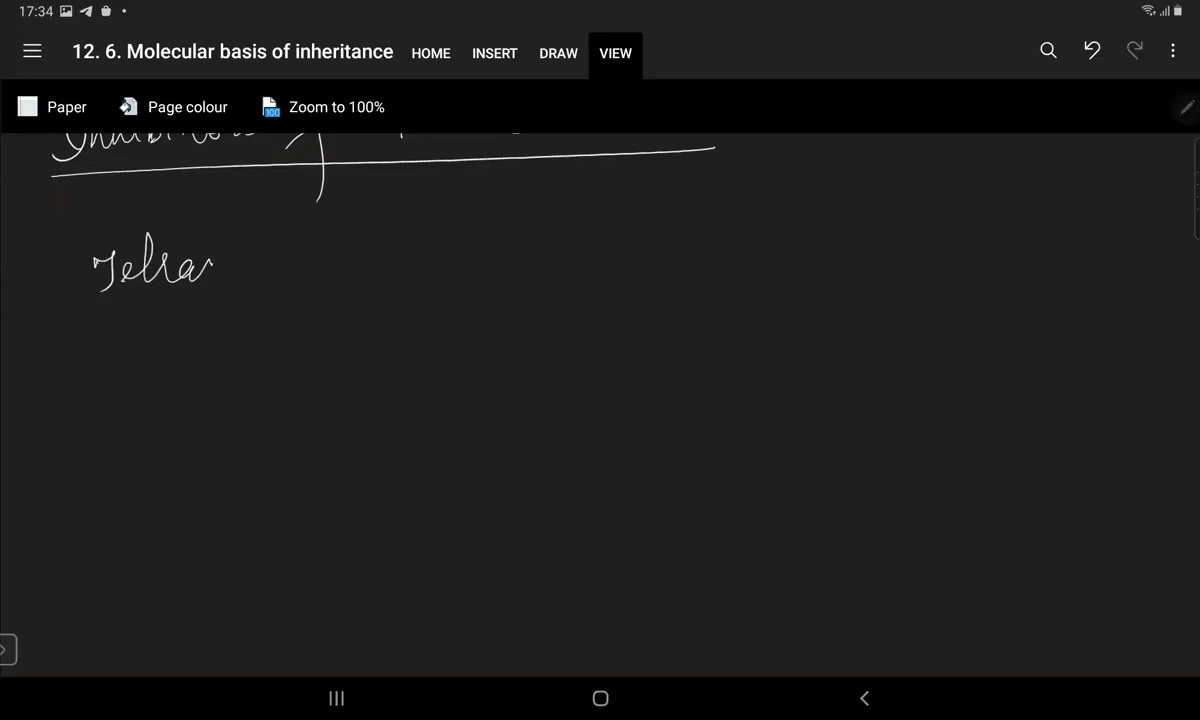 17:34
12. 6. Molecular basis of inheritance HOME INSERT DRAW VIEW
Paper Page colour 100 Zoom to 100%
Tetra